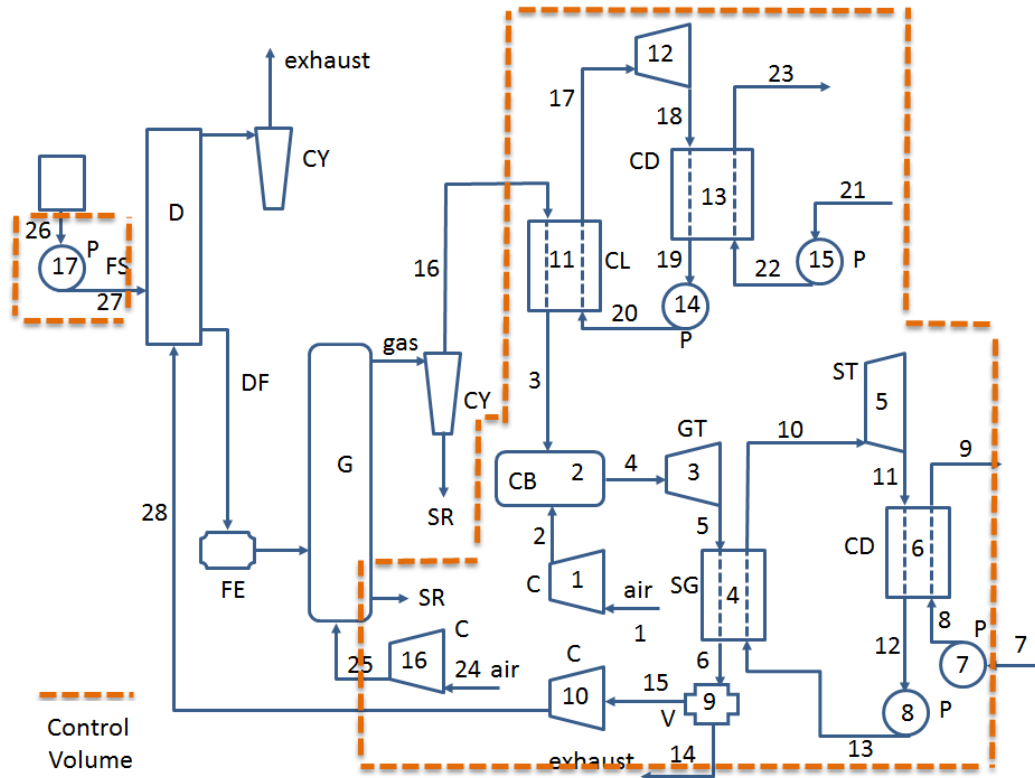 12
exhaust
17
23
18
CY
CD
D
13
21
26
P
16
11
CL
19
15
P
17
FS
22
14
27
20
P
gas
3
ST
DF
CY
5
GT
10
9
G
CB
2
4
3
11
28
SR
5
CD
6
2
FE
C
1
air
SG
4
8
P
SR
1
12
7
7
C
C
6
16
24
air
25
15
10
9
8
P
V
Control
Volume
exhaust
14
13